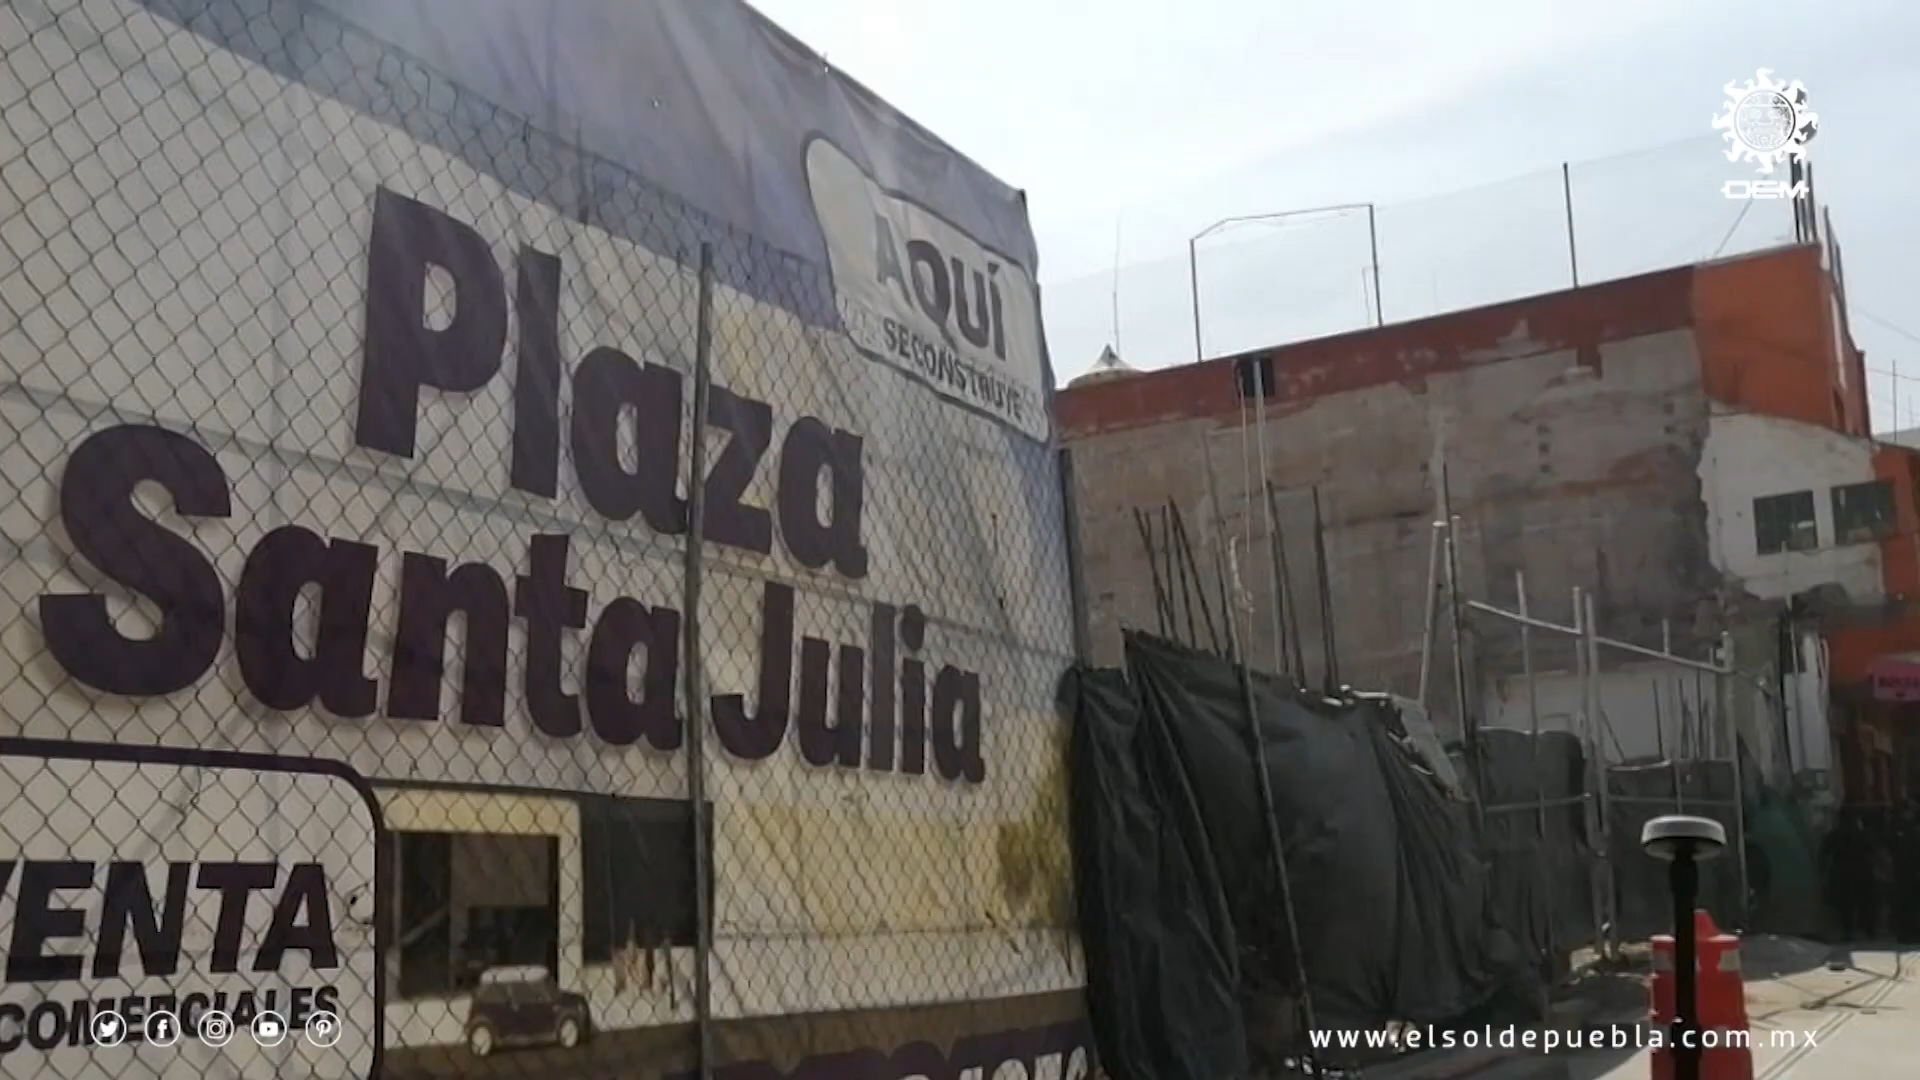 OEM
AQUÍ
SE CONSTRUYE
Plaza
Santa Julia
VENTA
COMERCIALES
www.elsoldepuebla.com.mx